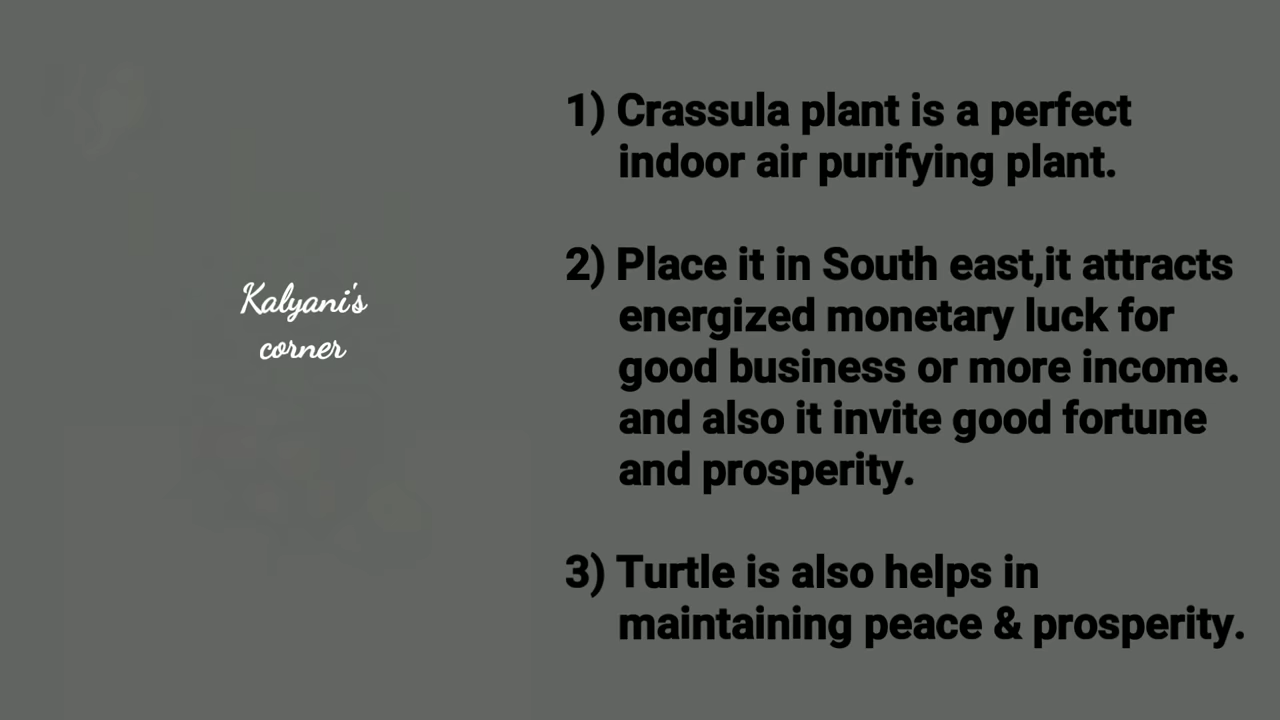 Kalyani's
corner
1) Crassula plant is a perfect
indoor air purifying plant.
2) Place it in South east,it attracts
energized monetary luck for
good business or more income.
and also it invite good fortune
and prosperity.
3) Turtle is also helps in
maintaining peace & prosperity.